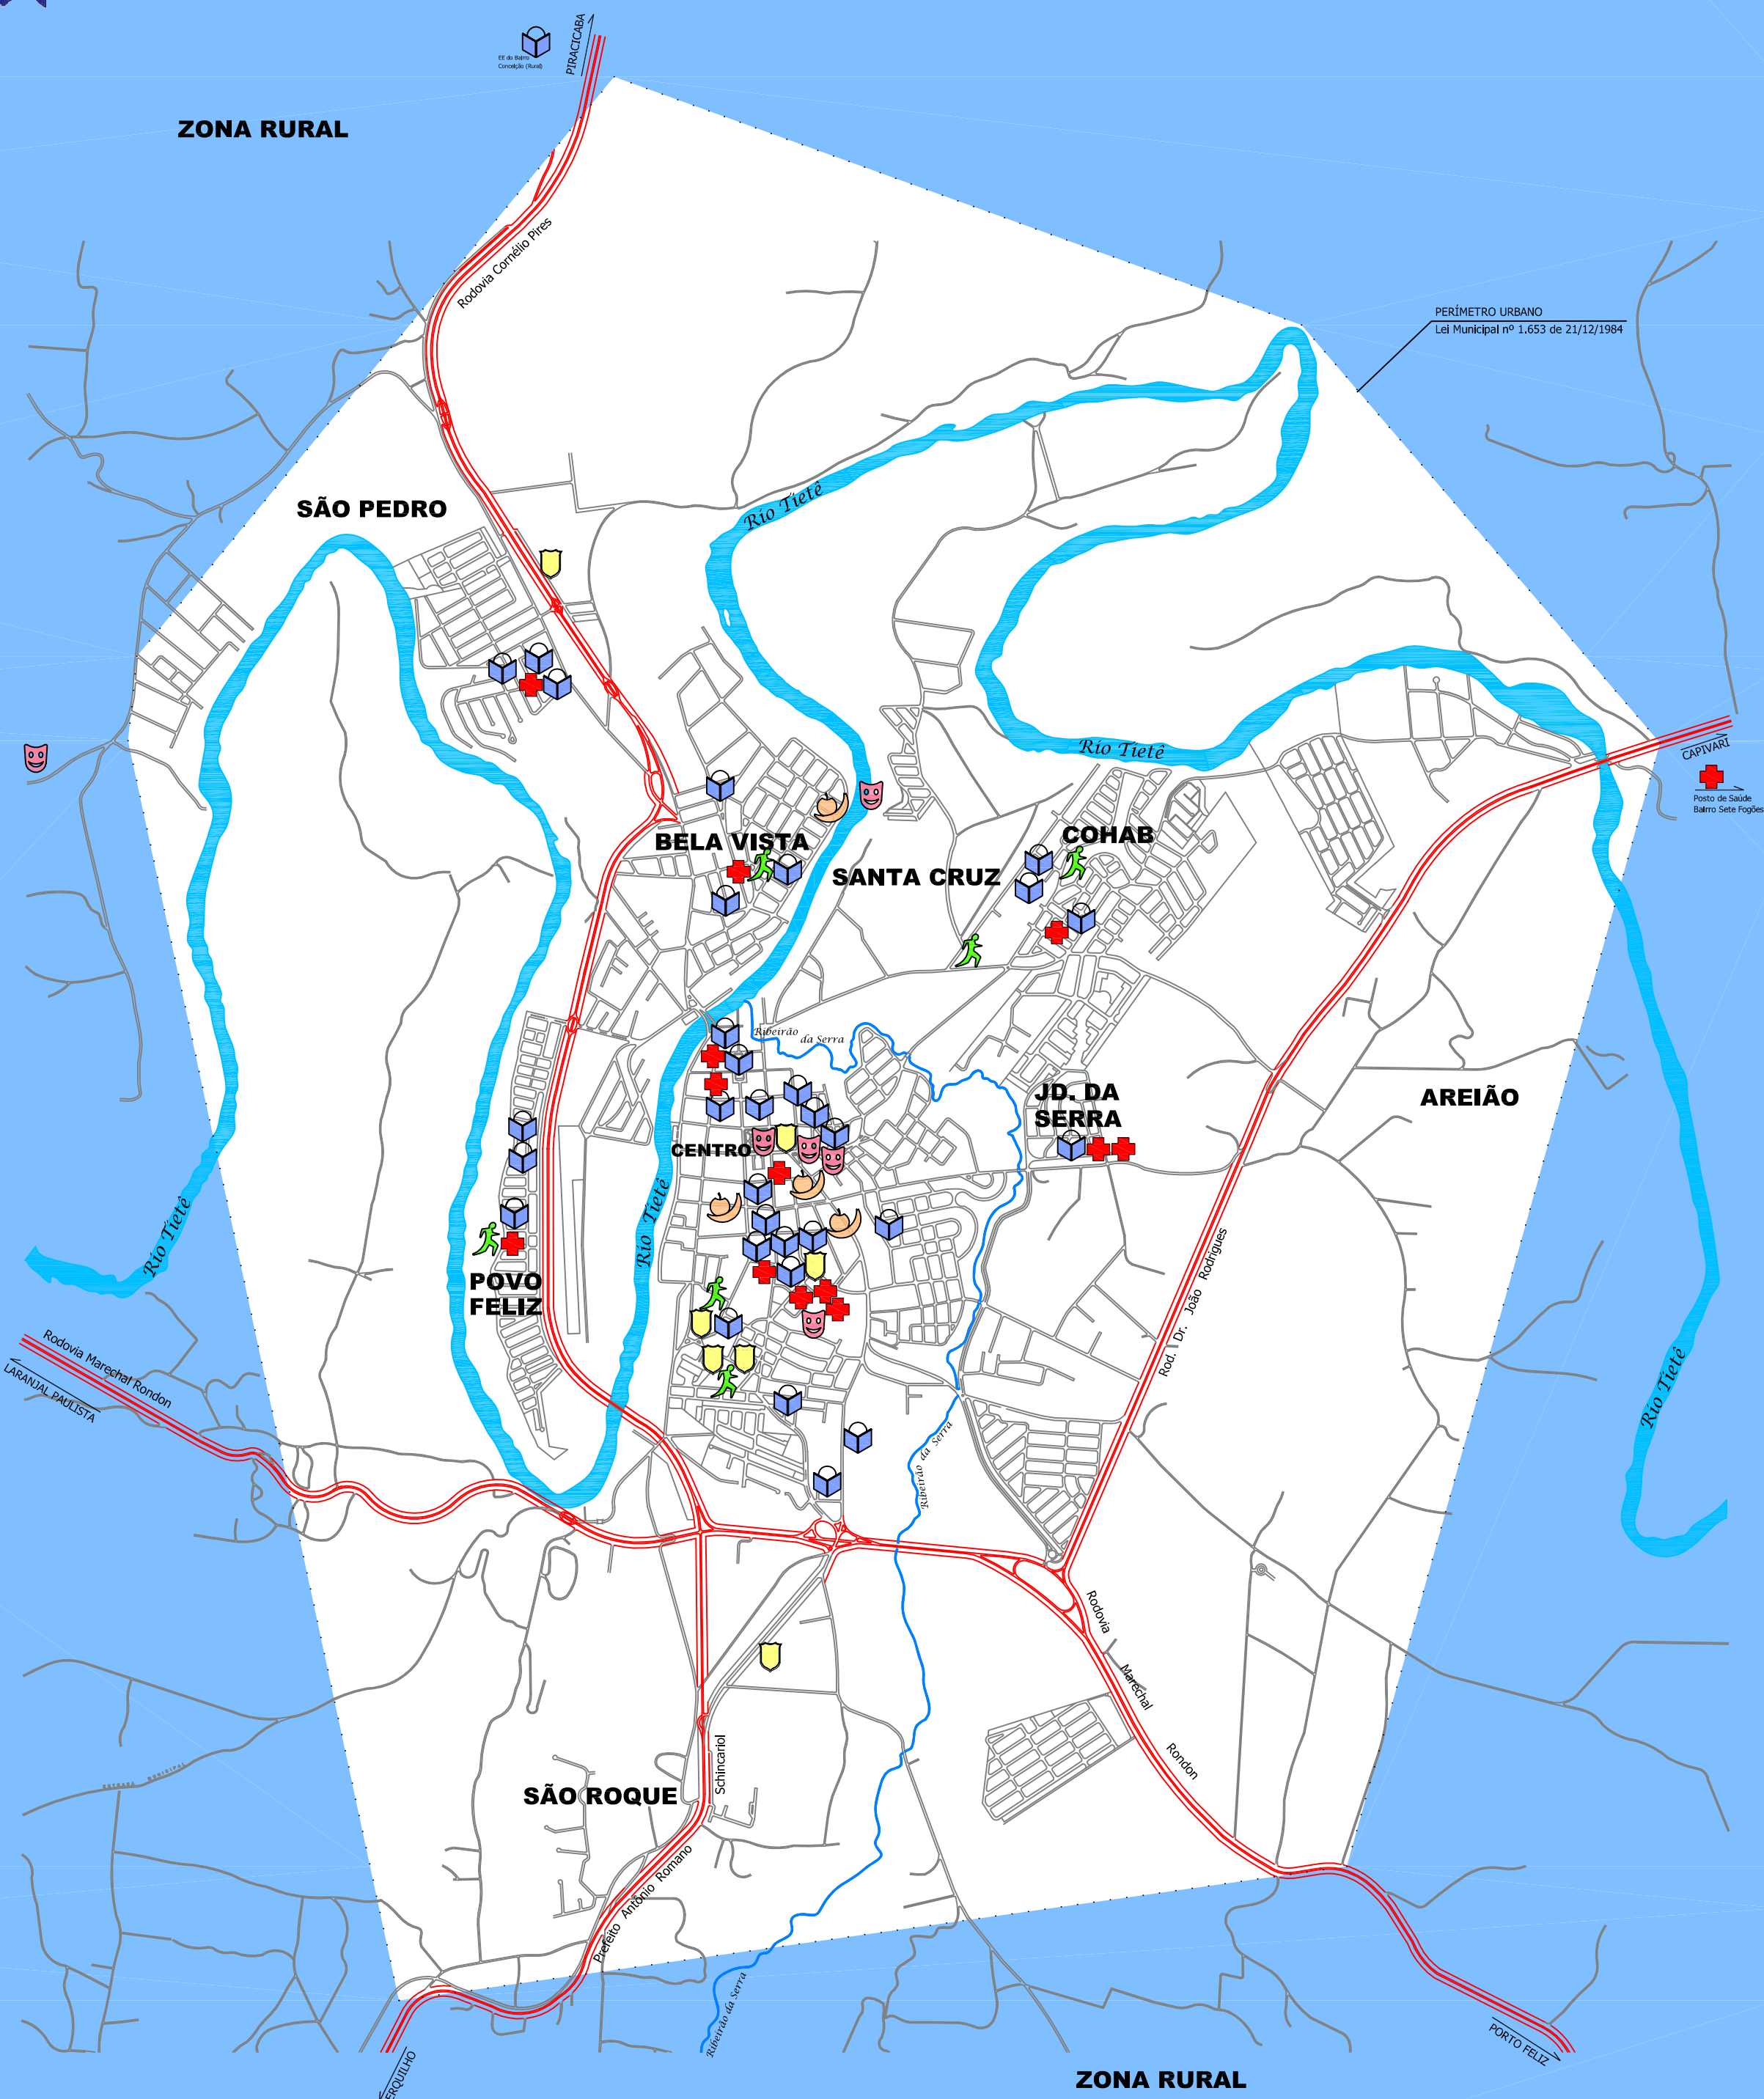 PIRACICABA
EE do Bairro
Conceição (Rural)
ZONA RURAL
Rodovia Cornélio Pires
PERÍMETRO URBANO
Lei Municipal nº 1.653 de 21/12/1984
Rio Tietê
SÃO PEDRO
Rio Tietê
CAPIVARI
Posto de Saúde
Bairro Sete Fogões
BELA VISTA
COHAB
SANTA CRUZ
Ribeirão
da Serra
JD. DA
SERRA
AREIÃO
CENTRO
Rio Tietê
Rio Tietê
POVO
FELIZ
Rod. Dr. João Rodrigues
Rodovia Marechal Rondon
LARANJAL PAULISTA
Rio Tietê
Ribeirão da Serra
Rodovia
Marechal
Rondon
Schincariol
ESTRADA MUNICIPAL
SÃO ROQUE
Prefeito Antônio Romano
Ribeirão da Serra
ERQUILHO
PORTO FELIZ
ZONA RURAL